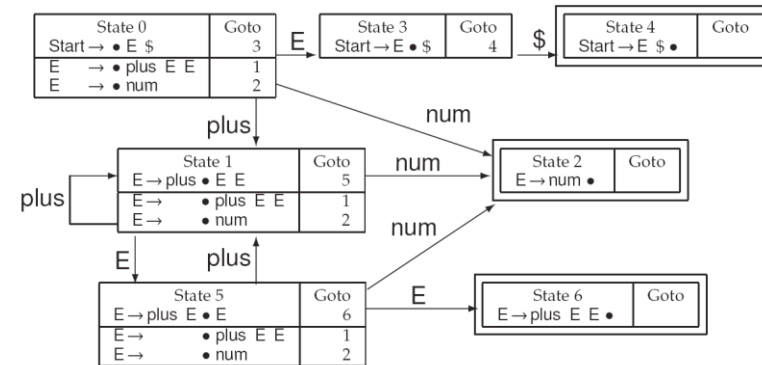 State 0 Goto
Start → • E $ 3
E → • plus E E 1
E → • num 2
E
State 3 Goto
Start → E • $ 4
$
State 4 Goto
Start → E $ •
plus
num
State 1 Goto
E → plus • E E 5
E → • plus E E 1
E → • num 2
num
State 2 Goto
E → num •
plus
E
plus
num
State 5 Goto
E → plus E • E 6
E → • plus E E 1
E → • num 2
E
State 6 Goto
E → plus E E •